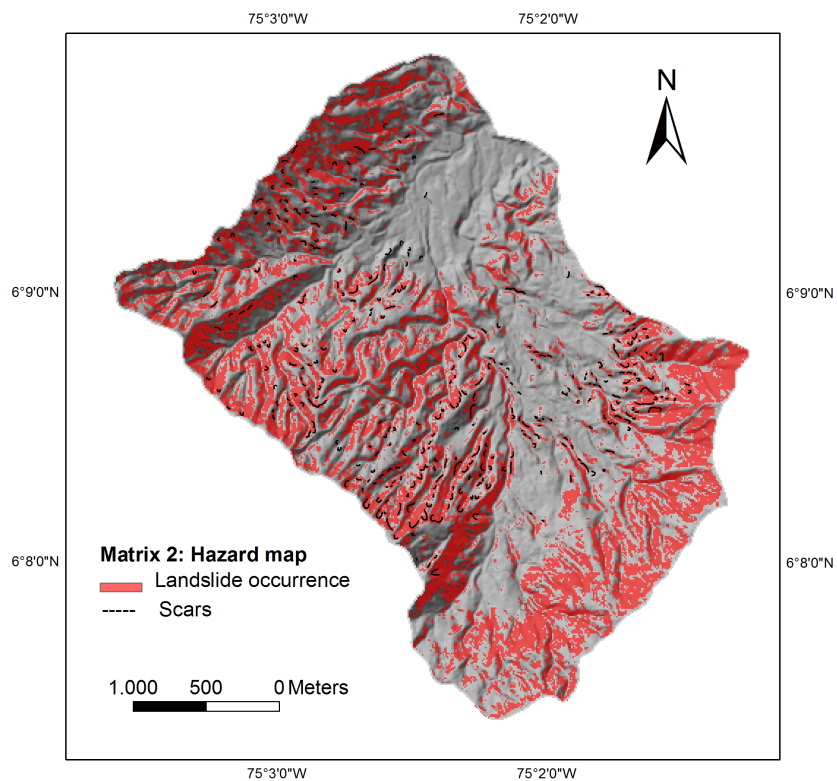 75°3'0"W 75°2'0"W
N
6°9'0"N 6°9'0"N
1
6°8'0"N 6°8'0"N
Matrix 2: Hazard map
Landslide occurrence
Scars
1.000 500 0 Meters
75°3'0"W 75°2'0"W